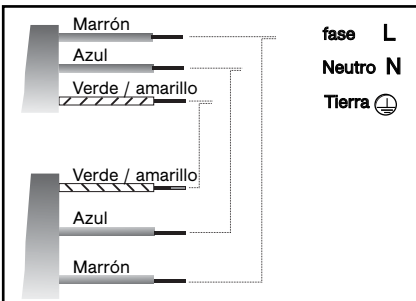 Marrón
Azul
Verde / amarillo
Verde / amarillo
Azul
Marrón
fase L
Neutro N
Tierra